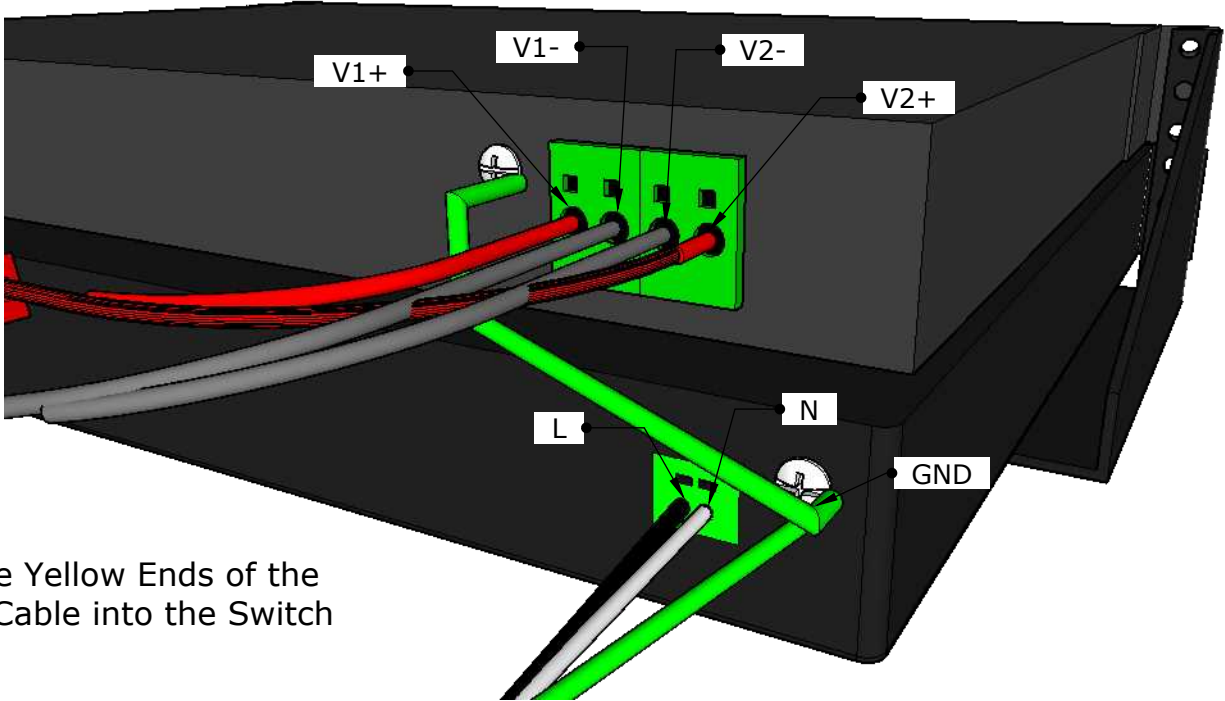 V1-
V2-
V1+
V2+
N
L
GND
e Yellow Ends of the
Cable into the Switch